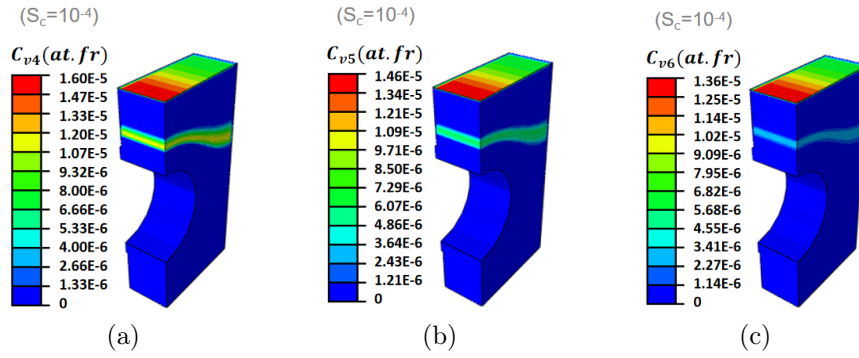 (S_c=10^-4)
C_v4(at.fr)
1.60E-5
1.47E-5
1.33E-5
1.20E-5
1.07E-5
9.32E-6
8.00E-6
6.66E-6
5.33E-6
4.00E-6
2.66E-6
1.33E-6
0
(a)
(S_c=10^-4)
C_v5(at.fr)
1.46E-5
1.34E-5
1.21E-5
1.09E-5
9.71E-6
8.50E-6
7.29E-6
6.07E-6
4.86E-6
3.64E-6
2.43E-6
1.21E-6
0
(b)
(S_c=10^-4)
C_v6(at.fr)
1.36E-5
1.25E-5
1.14E-5
1.02E-5
9.09E-6
7.95E-6
6.82E-6
5.68E-6
4.55E-6
3.41E-6
2.27E-6
1.14E-6
0
(c)